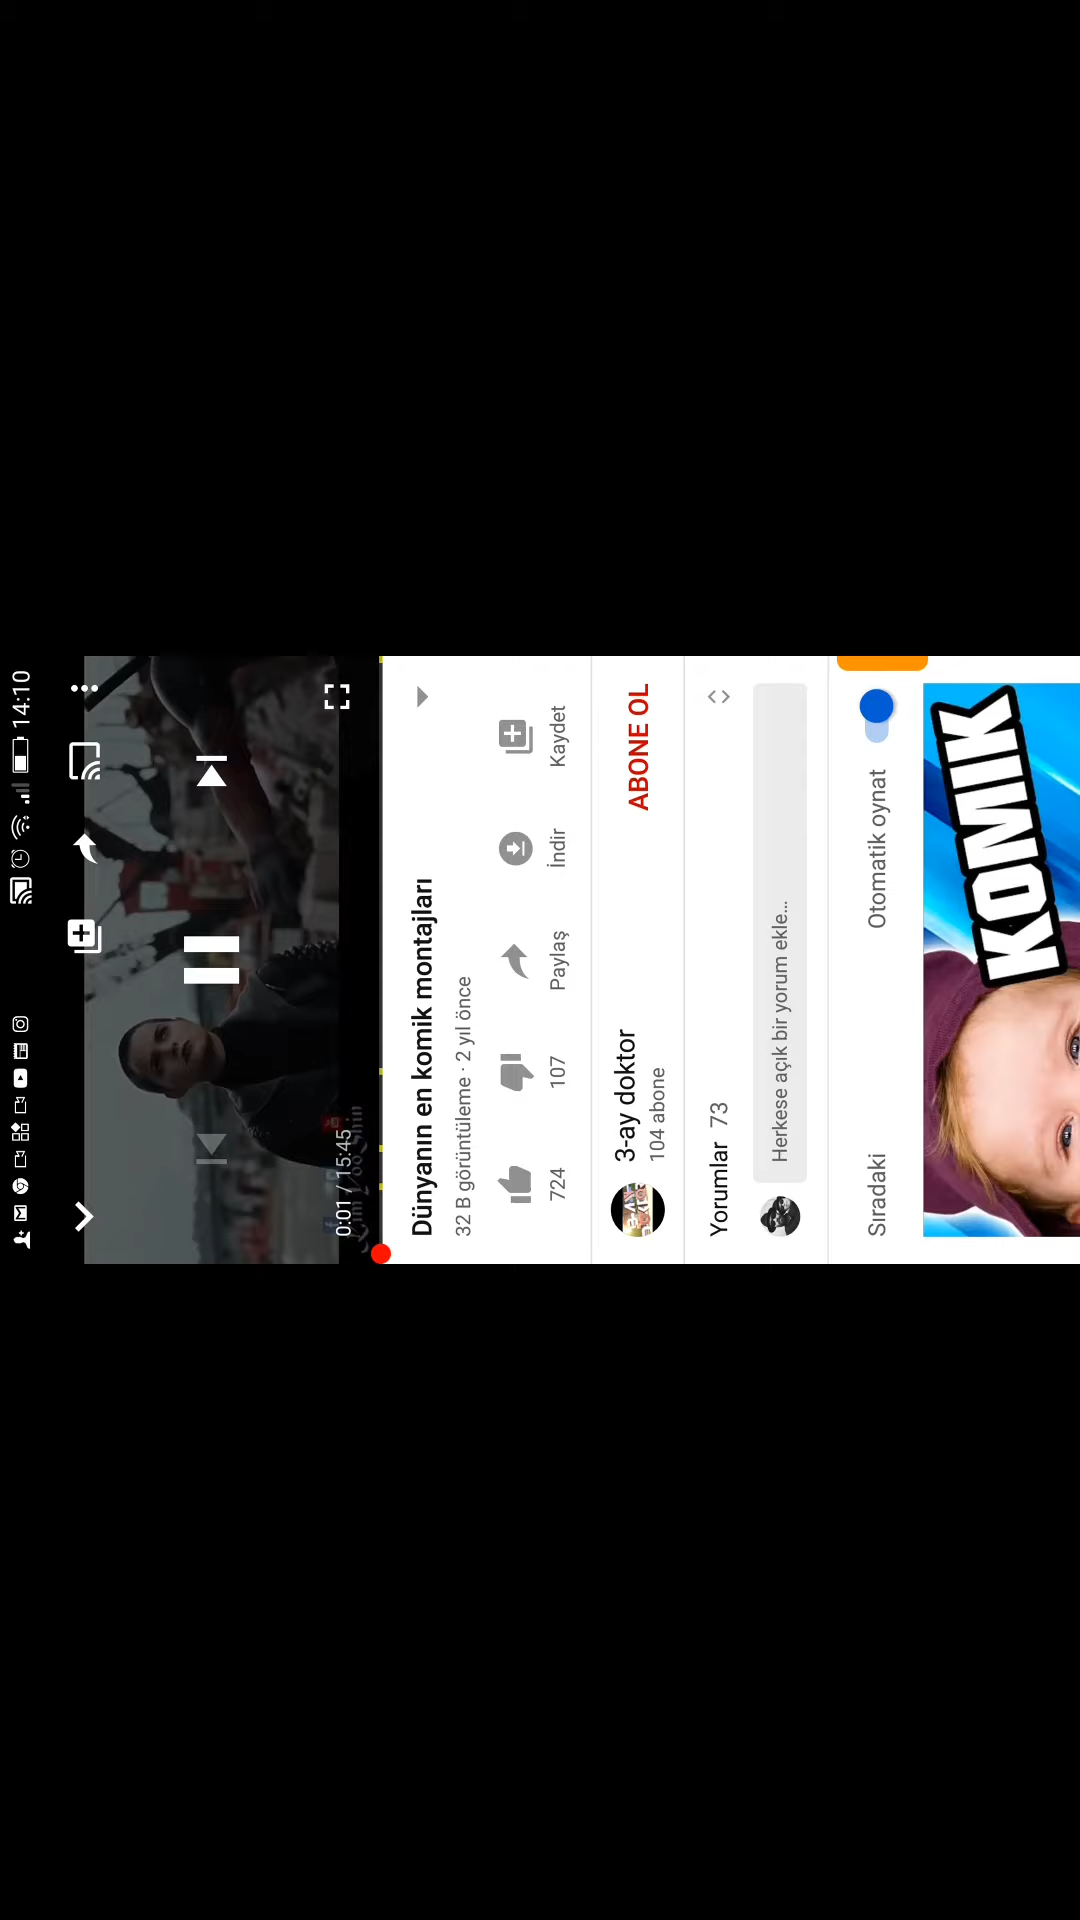 14:10
0:01 / 15:45
Dünyanın en komik montajları
32 B görüntüleme · 2 yıl önce
724
107
Paylaş
İndir
Kaydet
3-ay doktor
104 abone
ABONE OL
Yorumlar 73
Herkese açık bir yorum ekle...
Sıradaki
Otomatik oynat
KOMIK